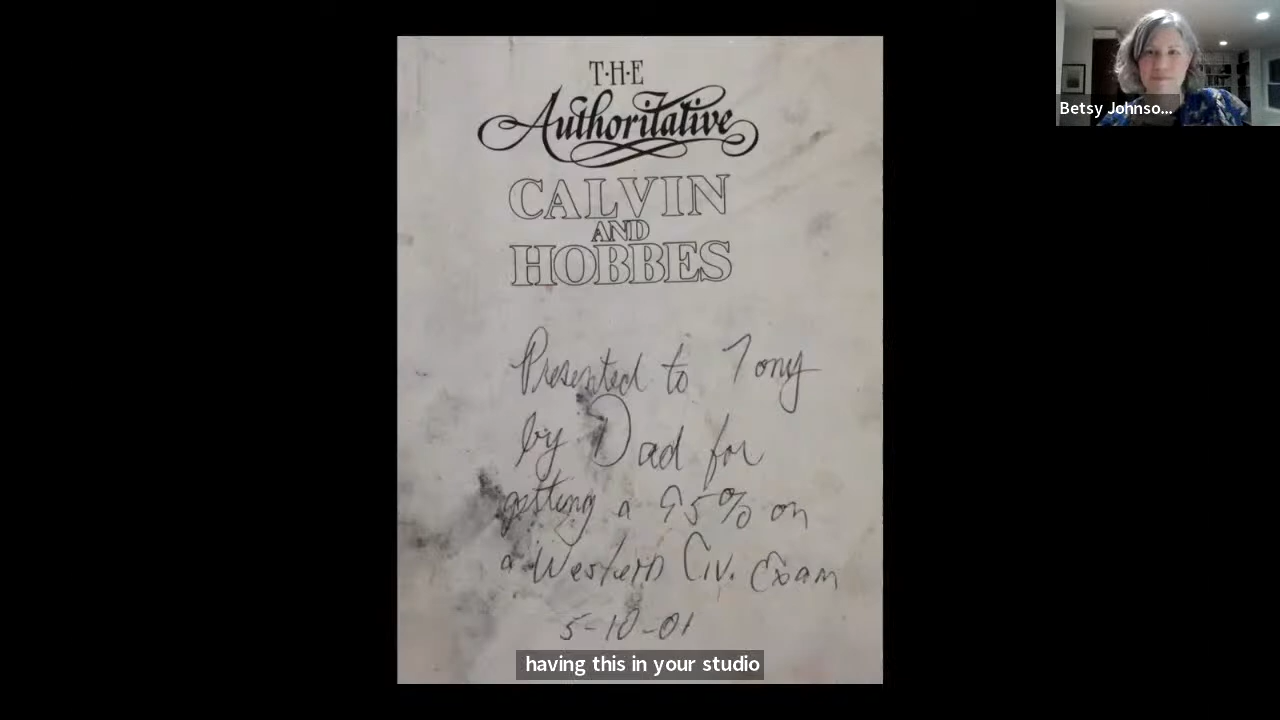 T·H·E
Authoritative
CALVIN
AND
HOBBES
Presented to Tony
by Dad for
getting a 95% on
a Western Civ. Exam
5-10-01
having this in your studio
Betsy Johnso...